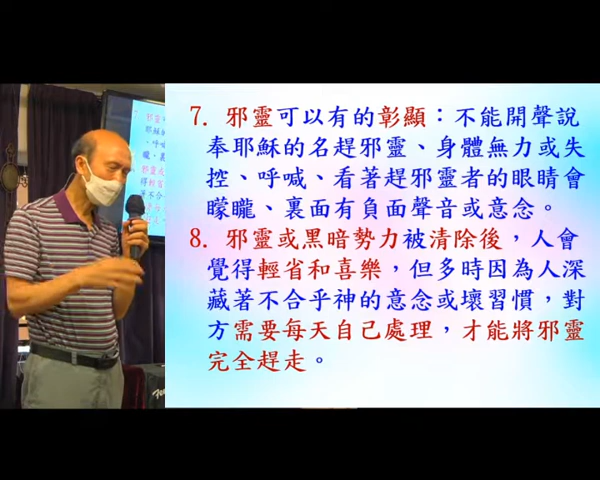 7. 邪靈可以有的彰顯：不能開聲說
奉耶穌的名趕邪靈、身體無力或失
控、呼喊、看著趕邪靈者的眼睛會
矇矓、裏面有負面聲音或意念。
8. 邪靈或黑暗勢力被清除後，人會
覺得輕省和喜樂，但多時因為人深
藏著不合乎神的意念或壞習慣，對
方需要每天自己處理，才能將邪靈
完全趕走。